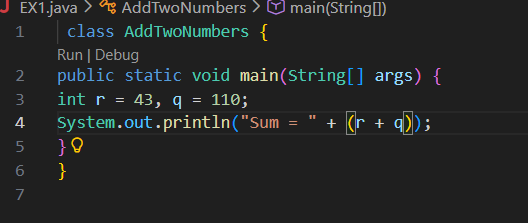 EX1.java > AddTwoNumbers > main(String[])
1 class AddTwoNumbers {
Run | Debug
2 public static void main(String[] args) {
3 int r = 43, q = 110;
4 System.out.println("Sum = " + (r + q));
5 }
6 }
7